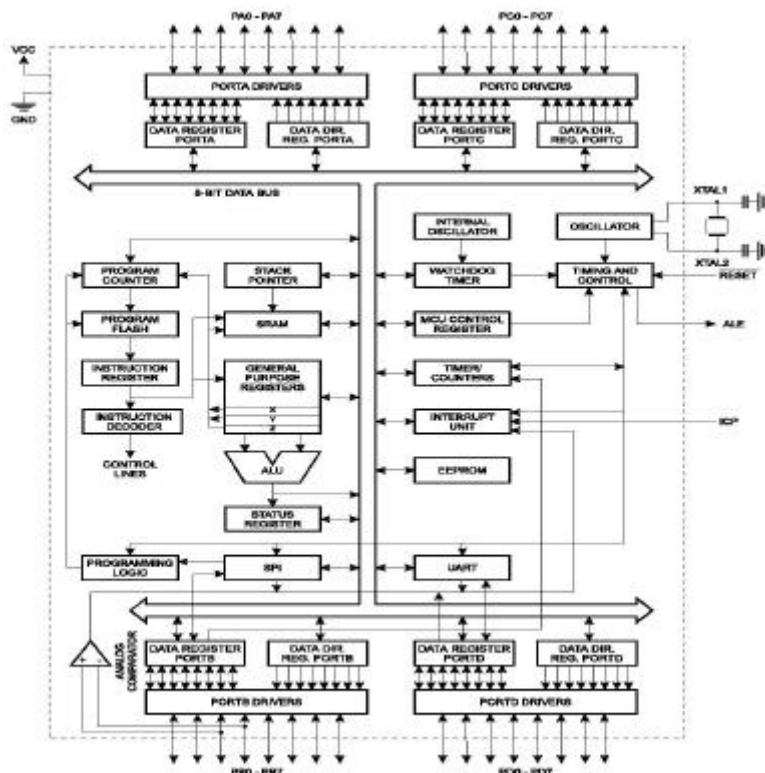 PA0 - PA7
PC0 - PC7
VCC
GND
PORTA DRIVERS
PORTC DRIVERS
DATA REGISTER
PORTA
DATA DIR.
REG. PORTA
DATA REGISTER
PORTC
DATA DIR.
REG. PORTC
8-BIT DATA BUS
XTAL1
INTERNAL
OSCILLATOR
OSCILLATOR
XTAL2
RESET
PROGRAM
COUNTER
STACK
POINTER
WATCHDOG
TIMER
TIMING AND
CONTROL
PROGRAM
FLASH
SRAM
MCU CONTROL
REGISTER
ALE
INSTRUCTION
REGISTER
GENERAL
PURPOSE
REGISTERS
X
Y
Z
TIMER/
COUNTERS
INSTRUCTION
DECODER
INTERRUPT
UNIT
ICP
CONTROL
LINES
ALU
EEPROM
STATUS
REGISTER
PROGRAMMING
LOGIC
SPI
UART
ANALOG
COMPARATOR
+
-
DATA REGISTER
PORTB
DATA DIR.
REG. PORTB
DATA REGISTER
PORTD
DATA DIR.
REG. PORTD
PORTB DRIVERS
PORTD DRIVERS
PB0 - PB7
PD0 - PD7